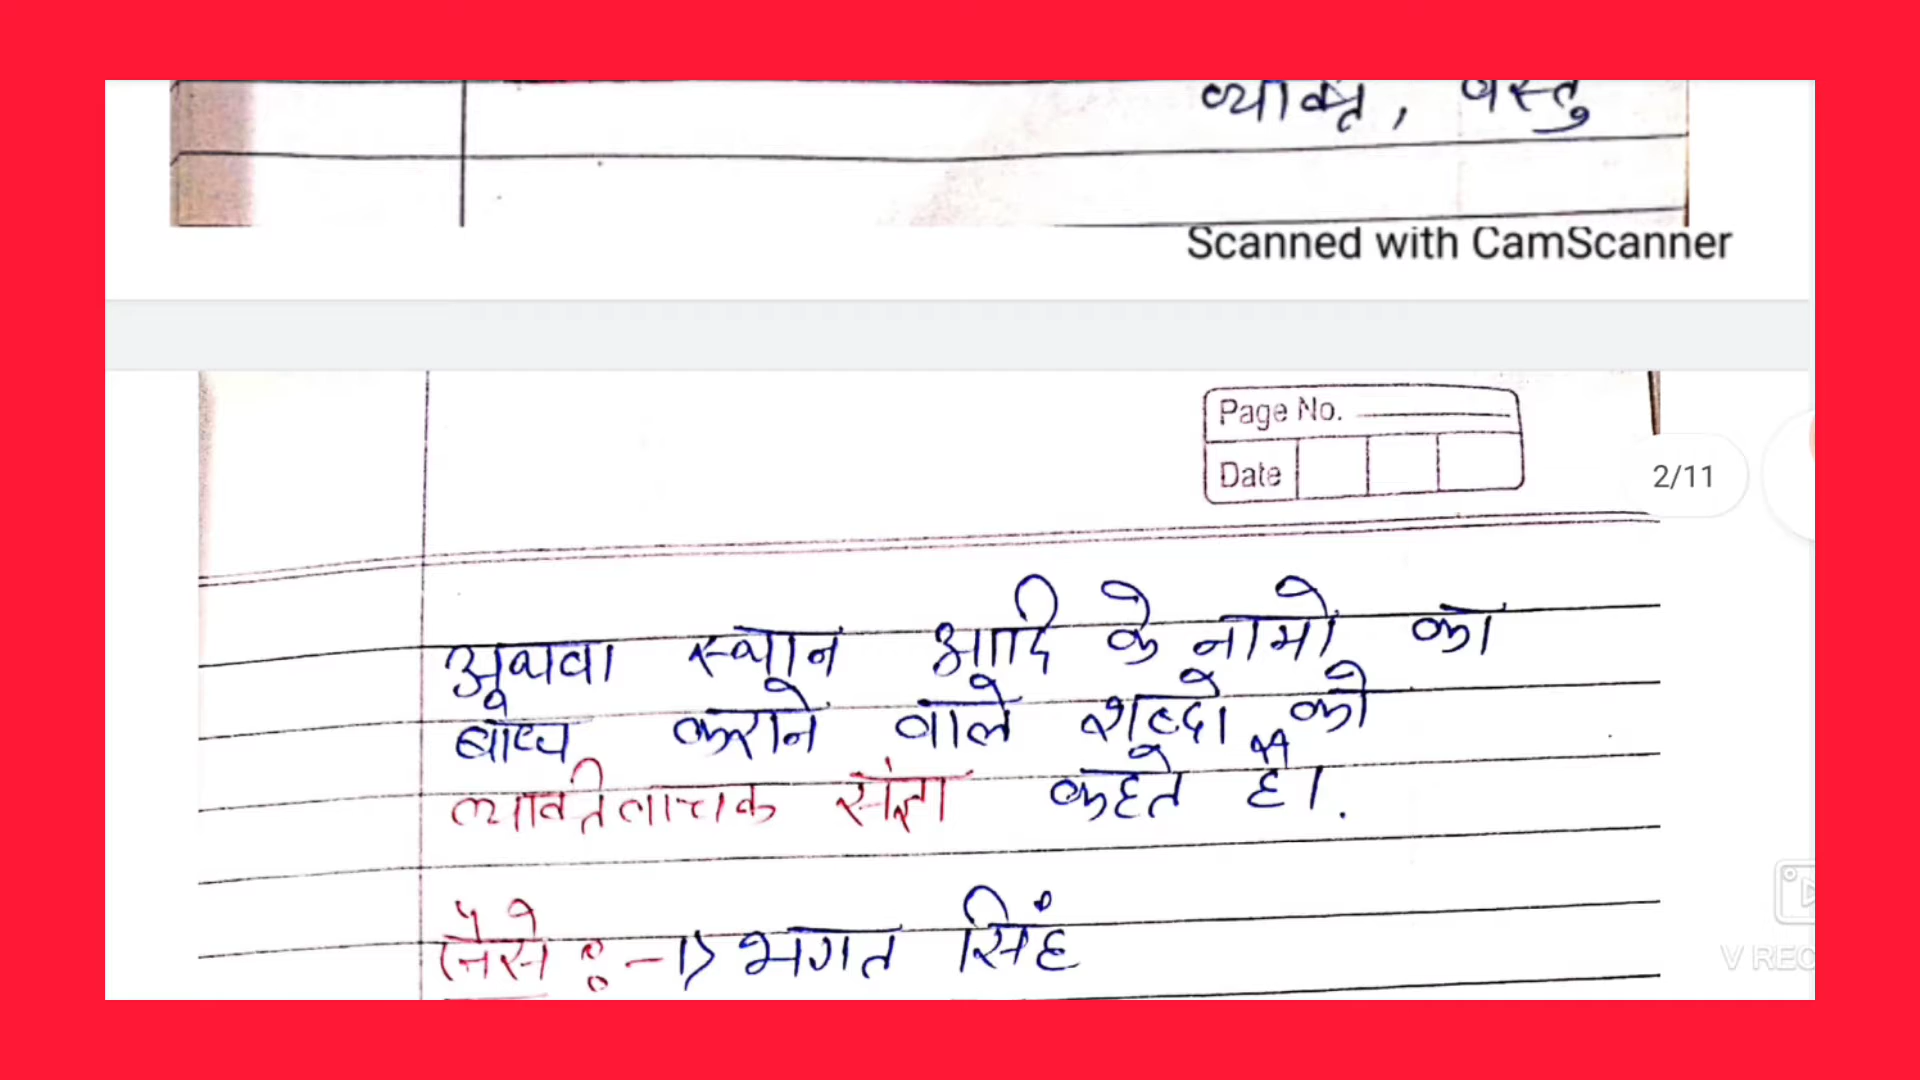 व्यक्ति, वस्तु
Scanned with CamScanner
Page No.
Date
2/11
अथवा स्थान आदि के नामो का
बोध कराने वाले शब्दो को
व्यक्तिवाचक संज्ञा कहते है।.
जैसे :-1) भगत सिंह
V REC